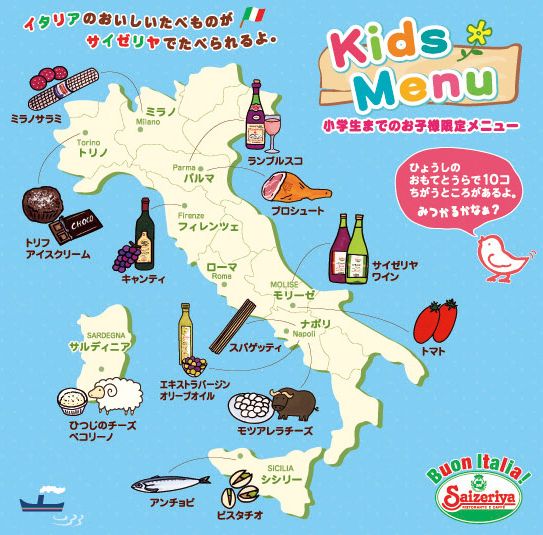 イタリアのおいしいたべものが
サイゼリヤでたべられるよ。
Kids
Menu
小学生までのお子様限定メニュー
ミラノサラミ
ミラノ
Milano
Torino
トリノ
ランブルスコ
Parma
パルマ
プロシュート
ひょうしの
おもてとうらで10コ
ちがうところがあるよ。
みつかるかなぁ?
CHOCO
トリフ
アイスクリーム
Firenze
フィレンツェ
キャンティ
ローマ
Roma
サイゼリヤ
ワイン
MOLISE
モリーゼ
ナポリ
Napoli
トマト
スパゲッティ
SARDEGNA
サルディニア
エキストラバージン
オリーブオイル
ひつじのチーズ
ペコリーノ
モツアレラチーズ
SiCiLIA
シシリー
アンチョビ
ピスタチオ
Buon Italia!
Saizeriya
RISTORANTE E CAFFÈ